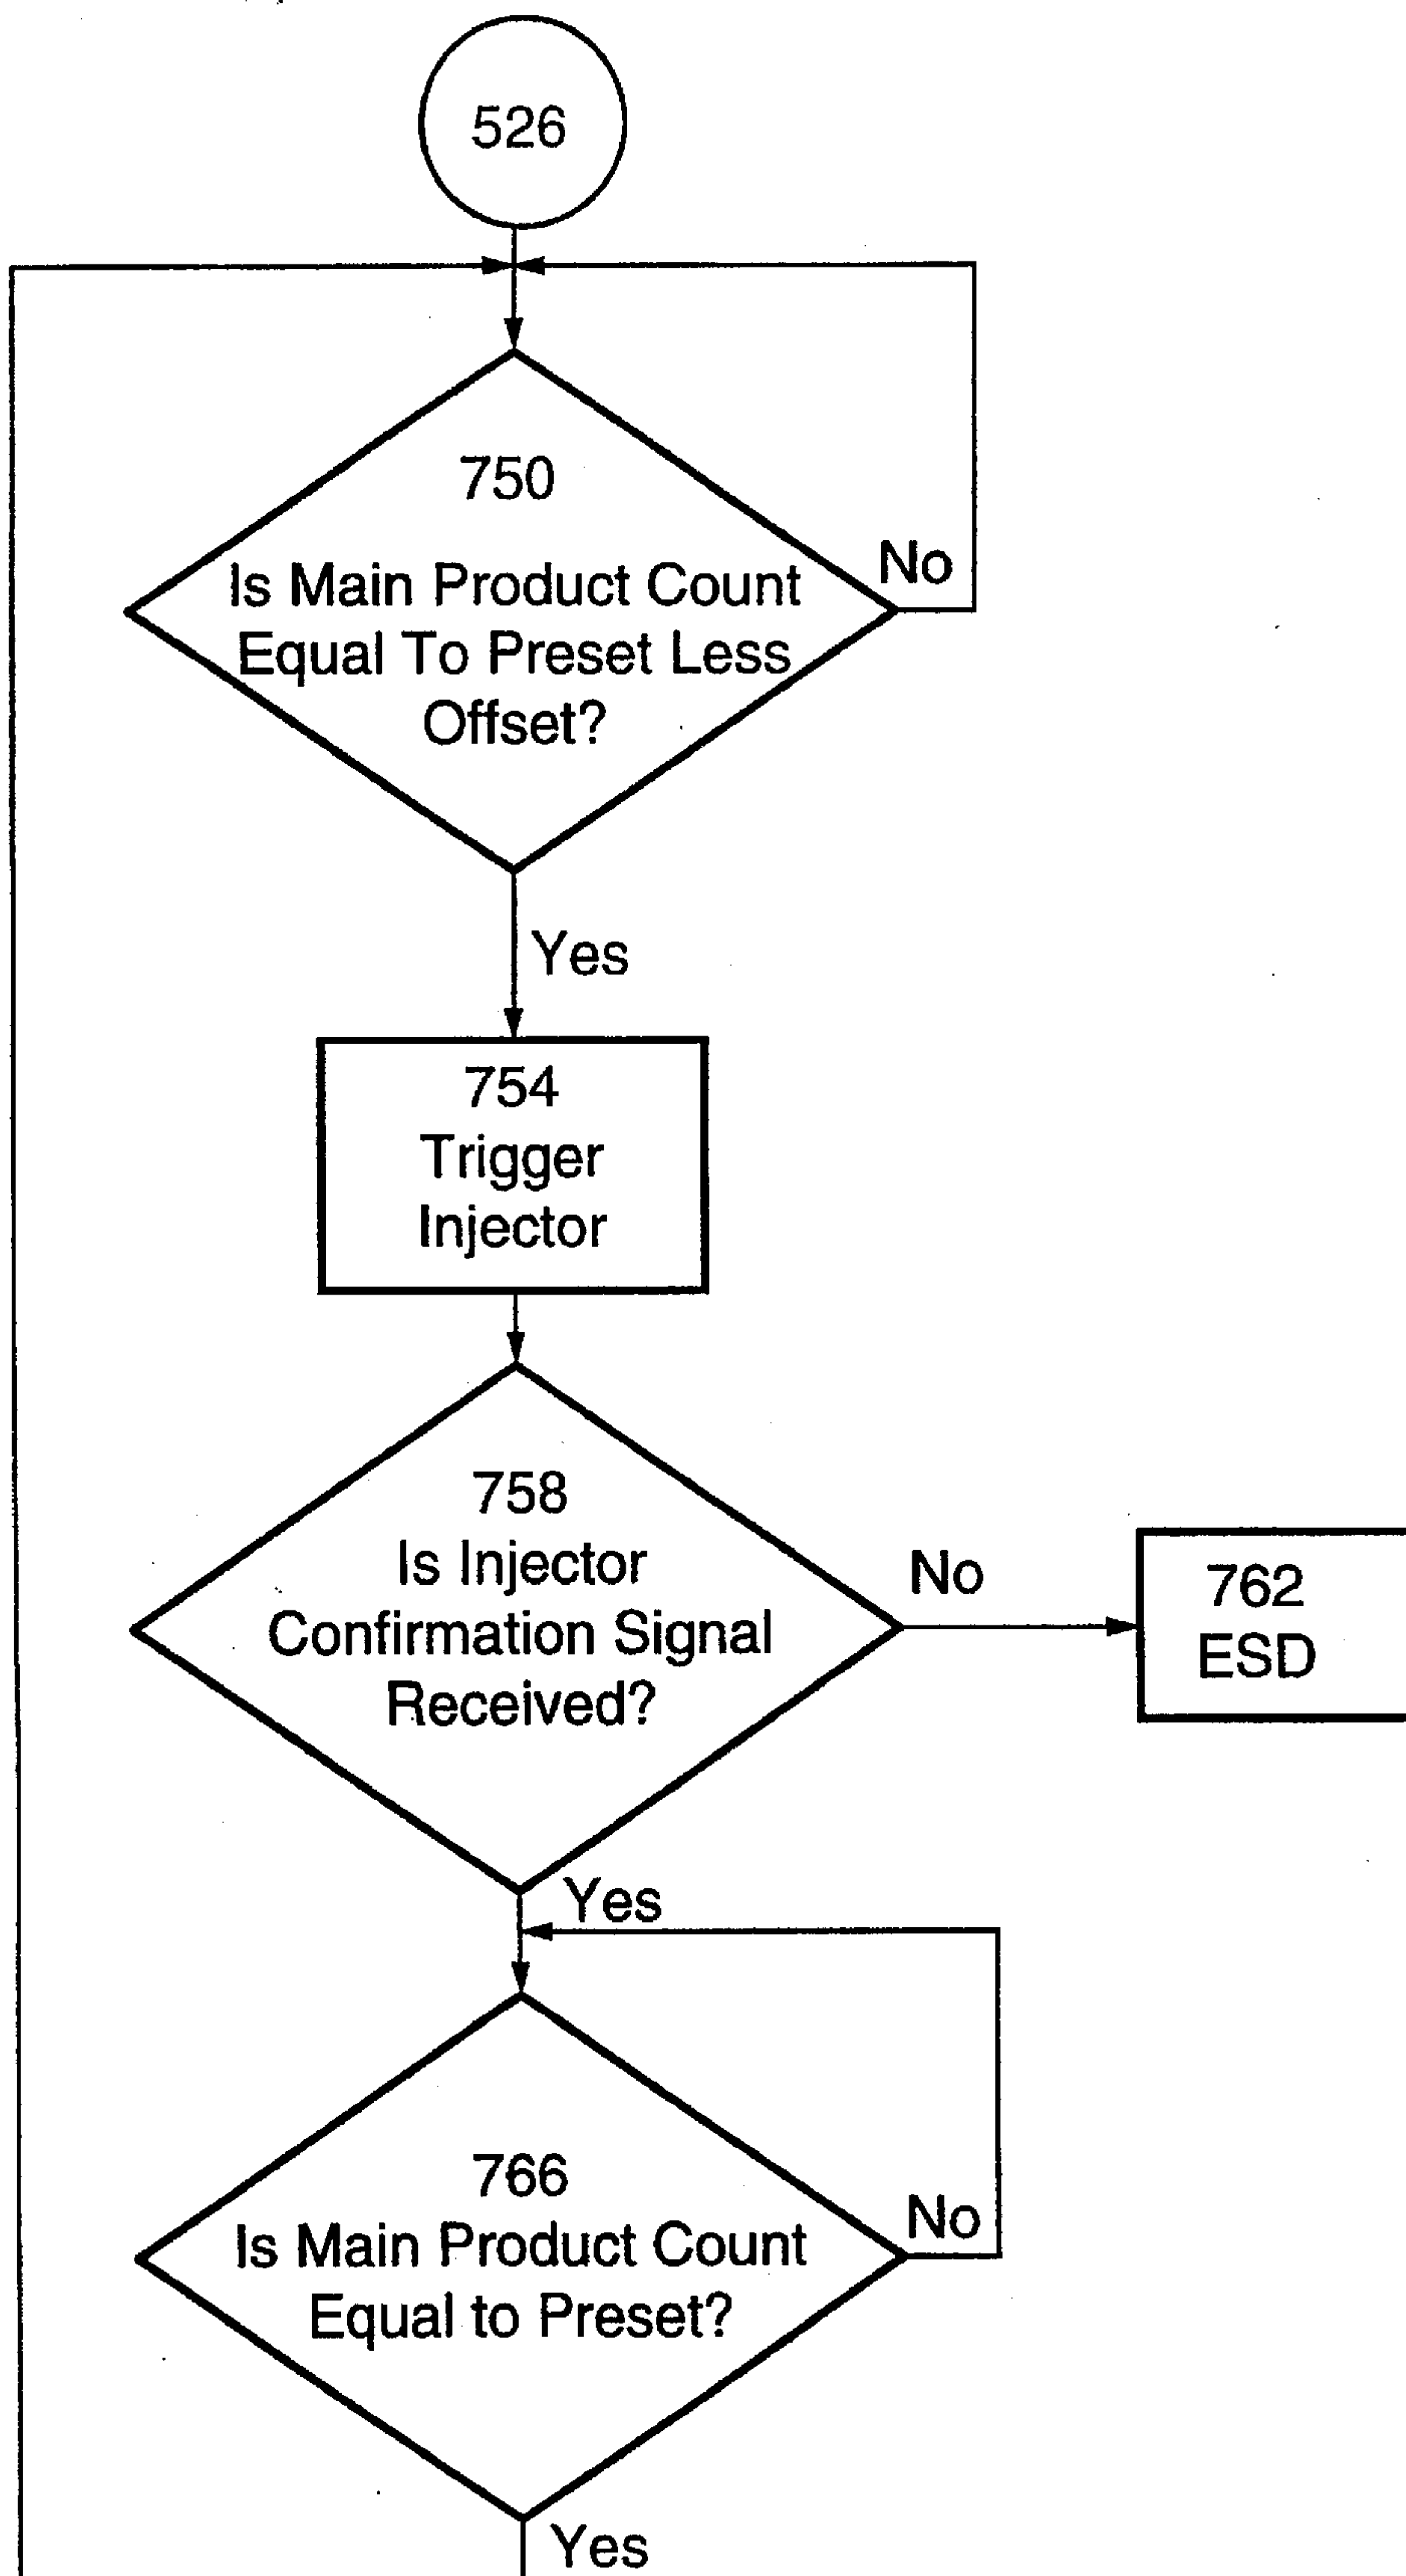 526
750
Is Main Product Count
Equal To Preset Less
Offset?
No
Yes
754
Trigger
Injector
758
Is Injector
Confirmation Signal
Received?
No
762
ESD
Yes
766
Is Main Product Count
Equal to Preset?
No
Yes